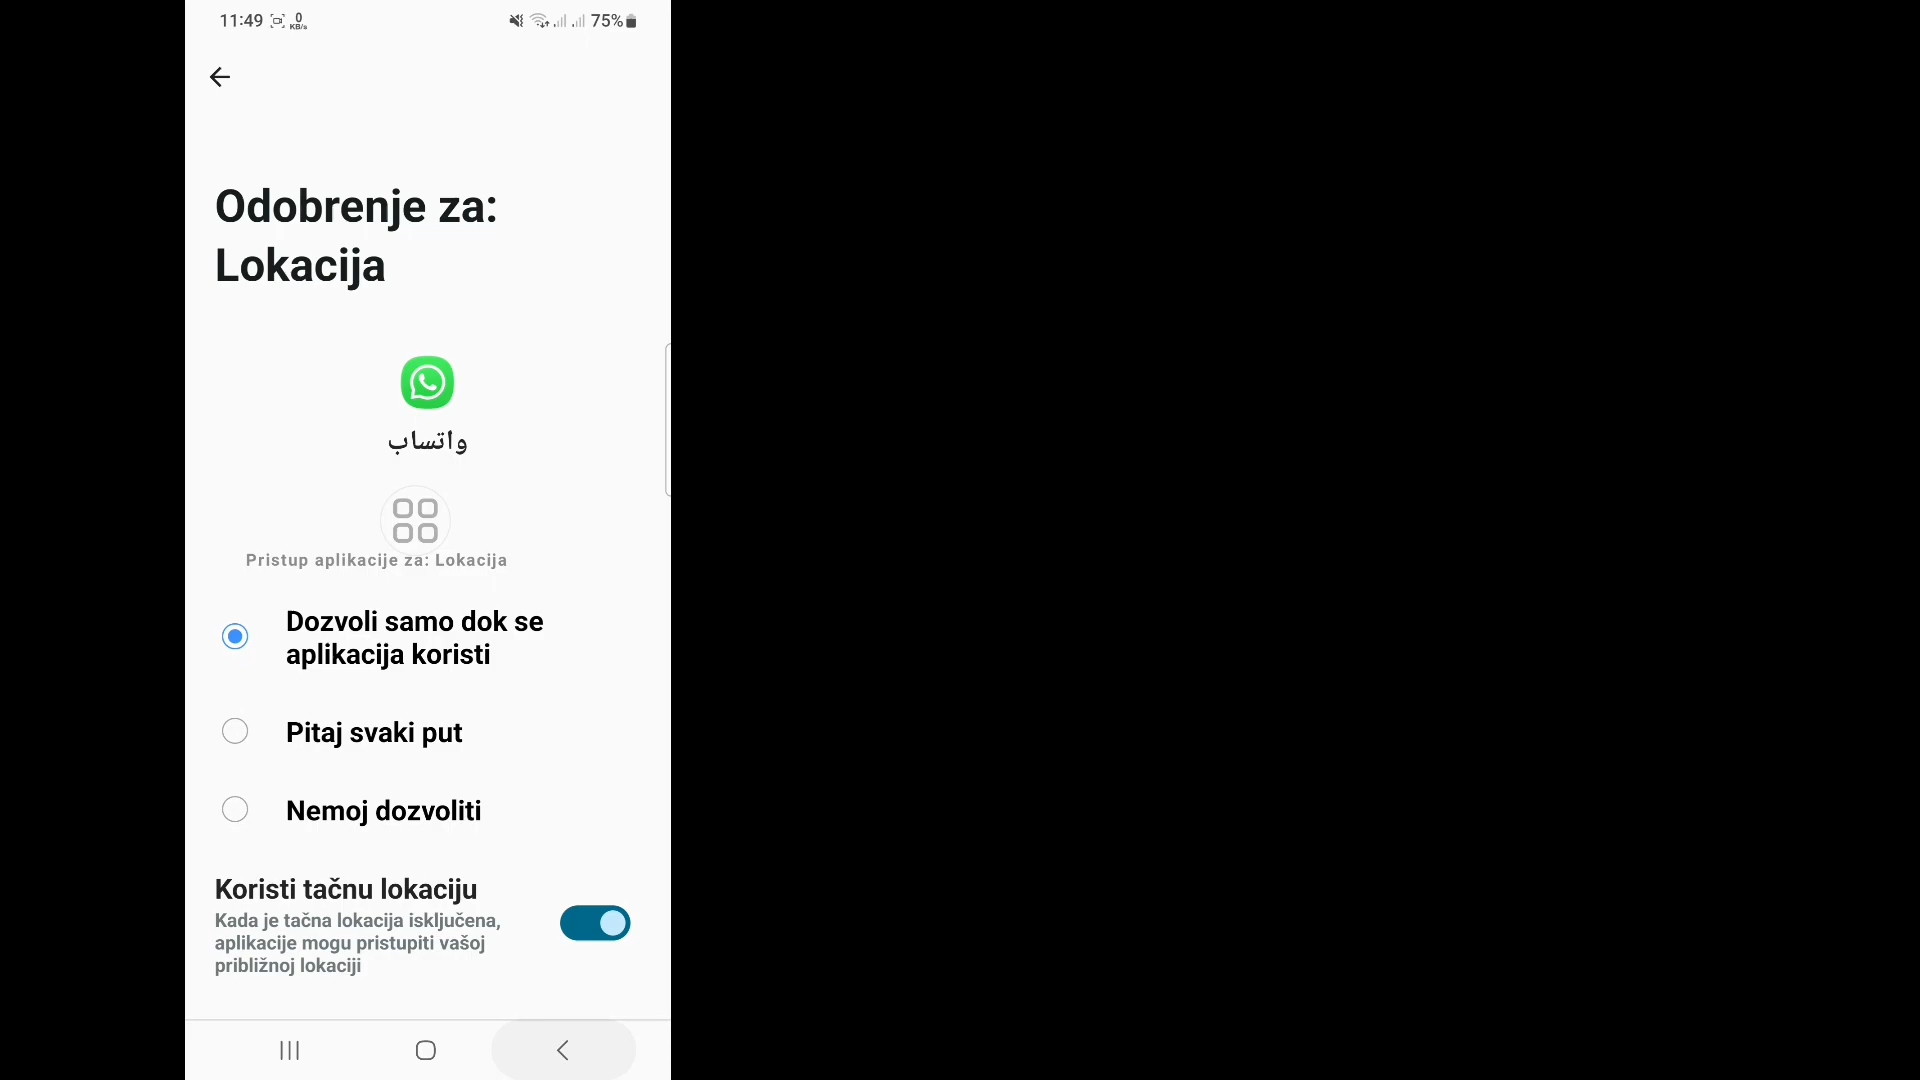 11:49 0 KB/s 75%
Odobrenje za:
Lokacija
واتساب
Pristup aplikacije za: Lokacija
Dozvoli samo dok se
aplikacija koristi
Pitaj svaki put
Nemoj dozvoliti
Koristi tačnu lokaciju
Kada je tačna lokacija isključena,
aplikacije mogu pristupiti vašoj
približnoj lokaciji